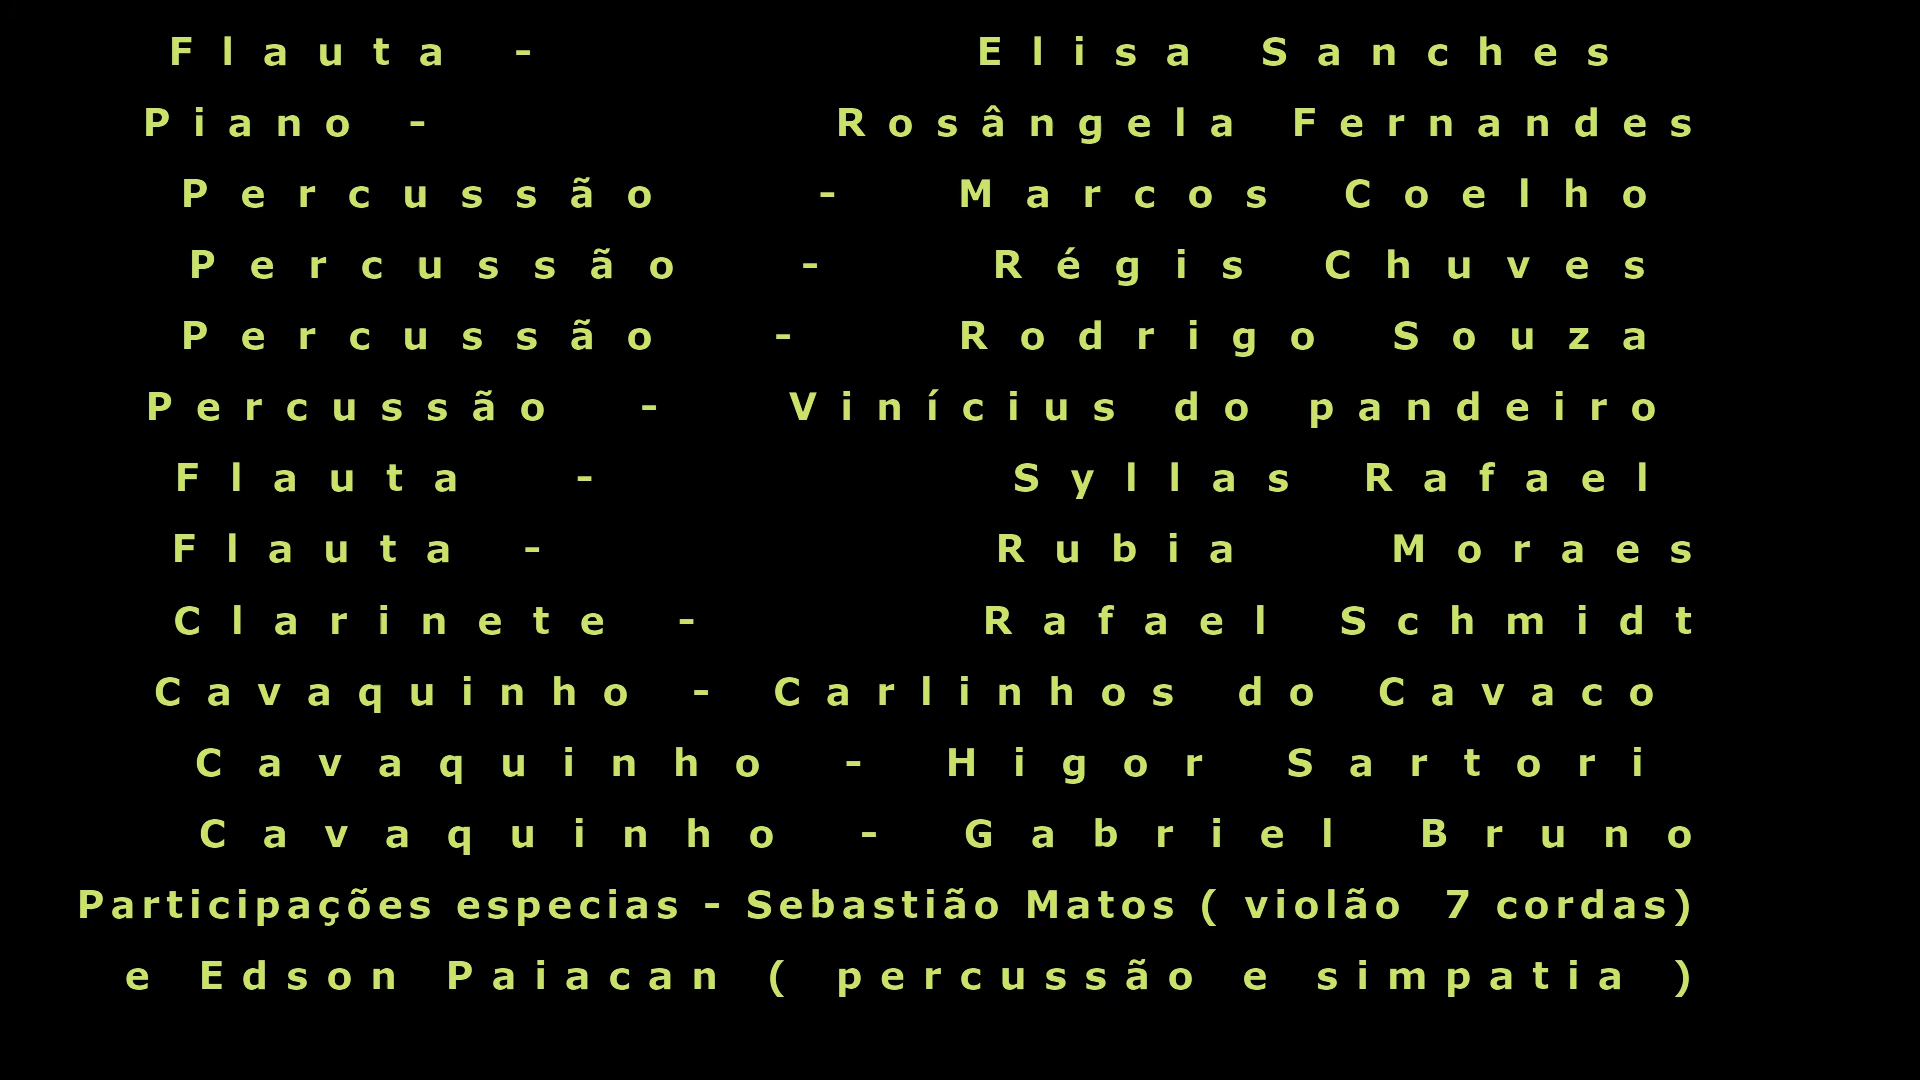 Flauta - Elisa Sanches
Piano - Rosângela Fernandes
Percussão - Marcos Coelho
Percussão - Régis Chuves
Percussão - Rodrigo Souza
Percussão - Vinícius do pandeiro
Flauta - Syllas Rafael
Flauta - Rubia Moraes
Clarinete - Rafael Schmidt
Cavaquinho - Carlinhos do Cavaco
Cavaquinho - Higor Sartori
Cavaquinho - Gabriel Bruno
Participações especias - Sebastião Matos ( violão 7 cordas)
e Edson Paiacan ( percussão e simpatia )